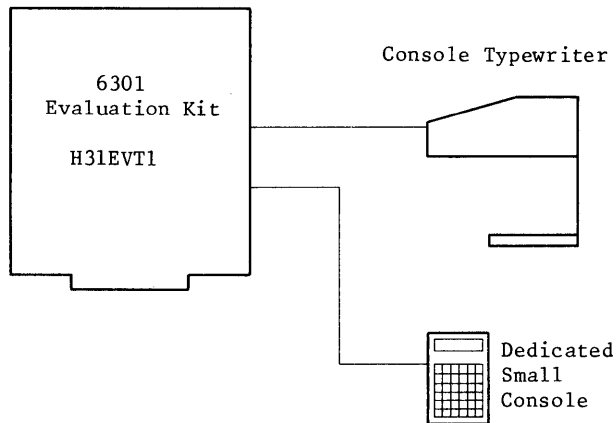 6301
Evaluation Kit
H31EVT1
Console Typewriter
Dedicated
Small
Console